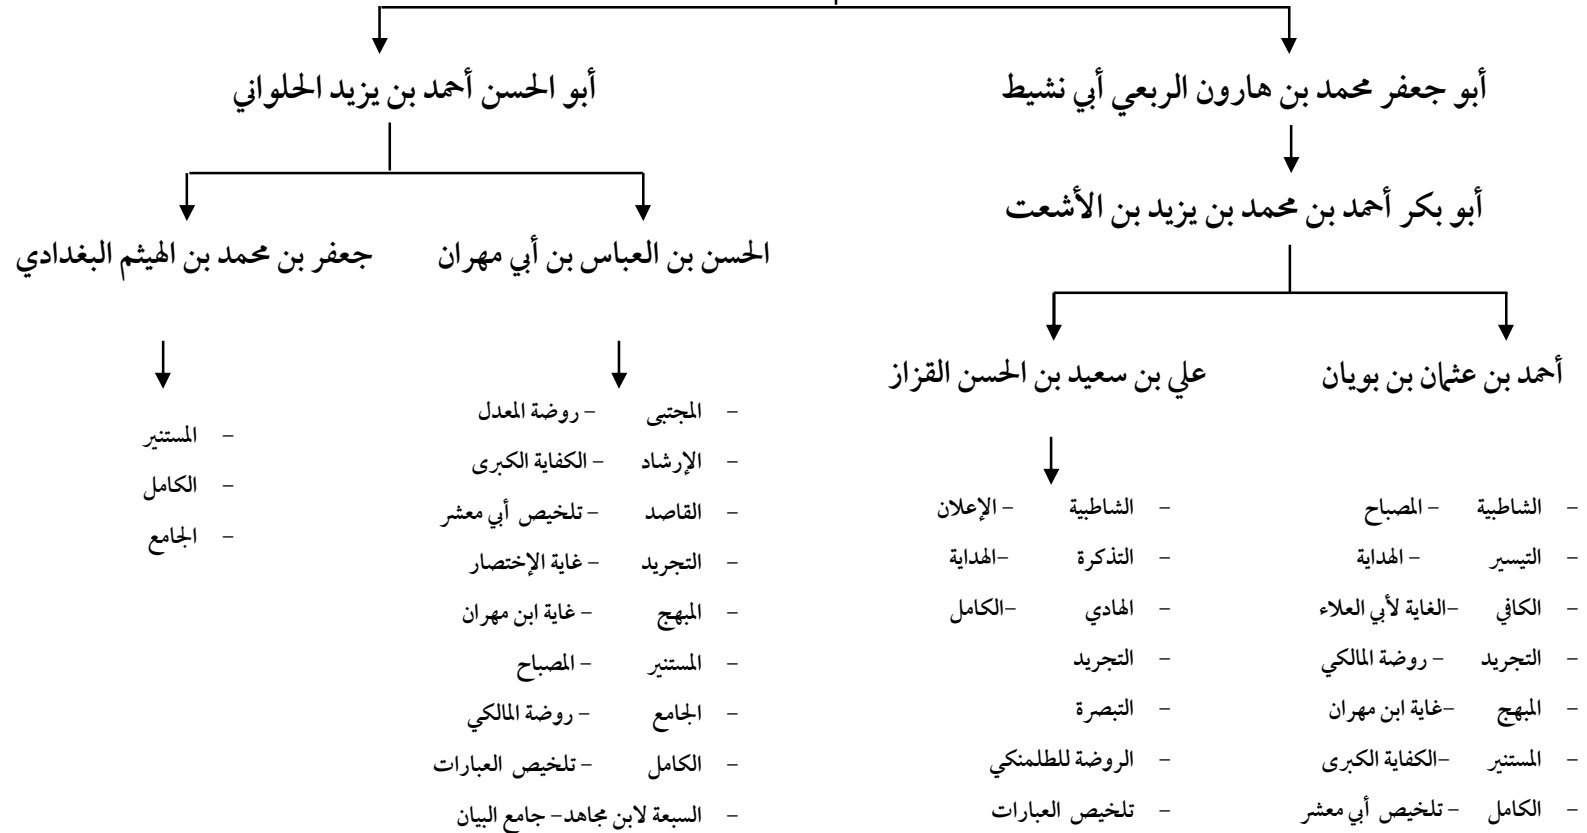 أبو جعفر محمد بن هارون الربعي أبي نشيط
أبو الحسن أحمد بن يزيد الحلواني
أبو بكر أحمد بن محمد بن يزيد بن الأشعت
الحسن بن العباس بن أبي مهران
جعفر بن محمد بن الهيثم البغدادي
أحمد بن عثمان بن بويان
علي بن سعيد بن الحسن القزاز
– الشاطبية – المصباح
– التيسير – الهداية
– الكافي –الغاية لأبي العلاء
– التجريد – روضة المالكي
– المبهج –غاية ابن مهران
– المستنير –الكفاية الكبرى
– الكامل – تلخيص أبي معشر
– الشاطبية – الإعلان
– التذكرة –الهداية
– الهادي –الكامل
– التجريد
– التبصرة
– الروضة للطلمنكي
– تلخيص العبارات
– المجتبى – روضة المعدل
– الإرشاد – الكفاية الكبرى
– القاصد – تلخيص أبي معشر
– التجريد – غاية الإختصار
– المبهج – غاية ابن مهران
– المستنير – المصباح
– الجامع – روضة المالكي
– الكامل – تلخيص العبارات
– السبعة لابن مجاهد– جامع البيان
– المستنير
– الكامل
– الجامع